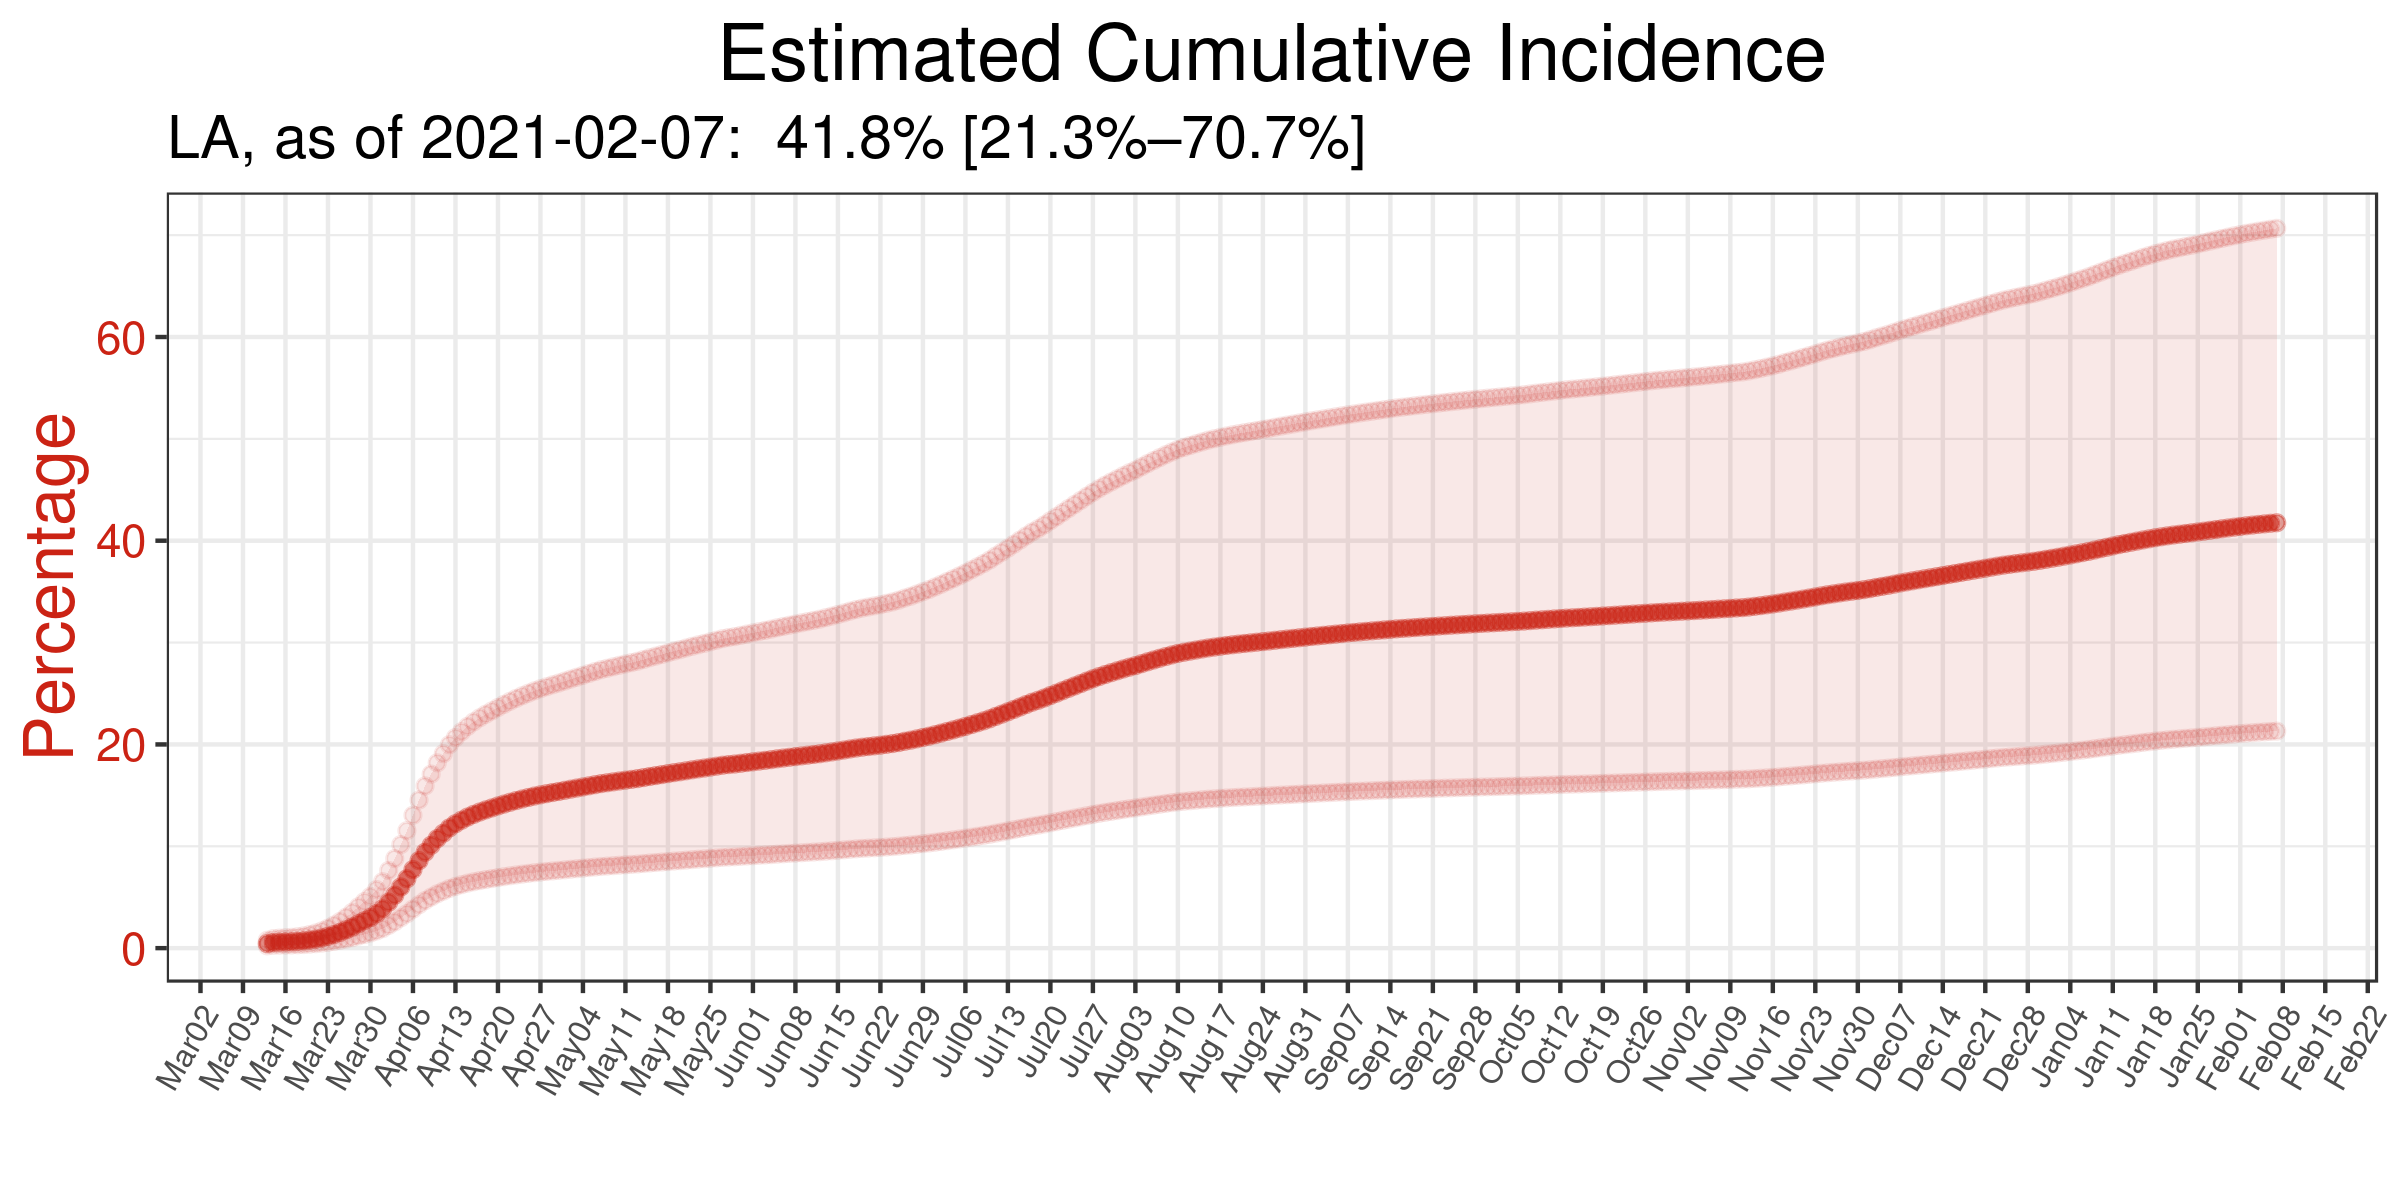 Estimated Cumulative Incidence
LA, as of 2021-02-07:  41.8% [21.3%–70.7%]
Percentage
60
40
20
0
Mar02
Mar09
Mar16
Mar23
Mar30
Apr06
Apr13
Apr20
Apr27
May04
May11
May18
May25
Jun01
Jun08
Jun15
Jun22
Jun29
Jul06
Jul13
Jul20
Jul27
Aug03
Aug10
Aug17
Aug24
Aug31
Sep07
Sep14
Sep21
Sep28
Oct05
Oct12
Oct19
Oct26
Nov02
Nov09
Nov16
Nov23
Nov30
Dec07
Dec14
Dec21
Dec28
Jan04
Jan11
Jan18
Jan25
Feb01
Feb08
Feb15
Feb22